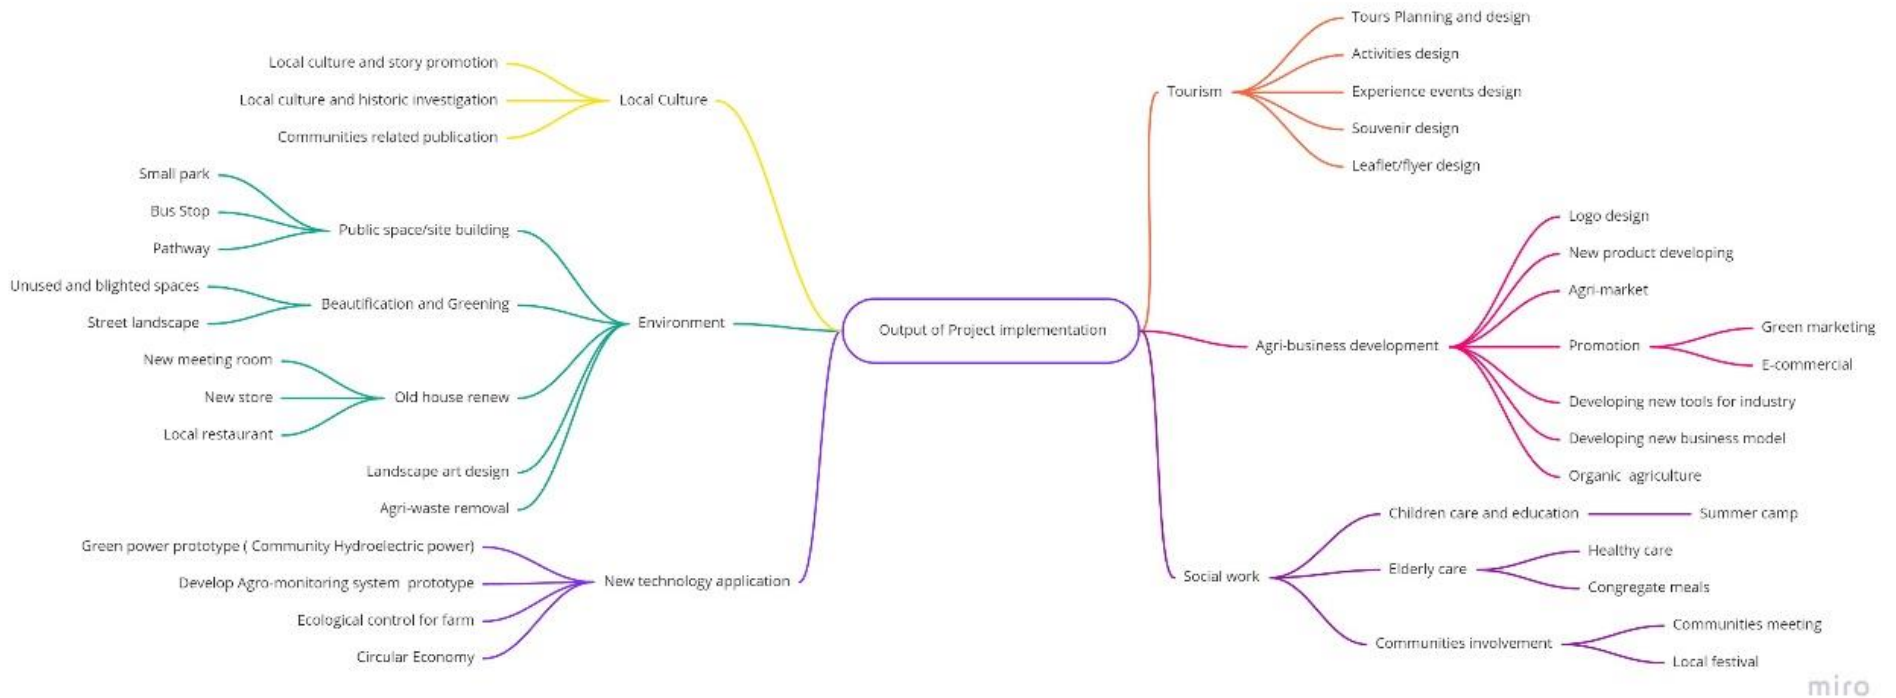 Output of Project implementation
Local Culture
Local culture and story promotion
Local culture and historic investigation
Communities related publication
Environment
Public space/site building
Small park
Bus Stop
Pathway
Beautification and Greening
Unused and blighted spaces
Street landscape
Old house renew
New meeting room
New store
Local restaurant
Landscape art design
Agri-waste removal
New technology application
Green power prototype ( Community Hydroelectric power)
Develop Agro-monitoring system  prototype
Ecological control for farm
Circular Economy
Tourism
Tours Planning and design
Activities design
Experience events design
Souvenir design
Leaflet/flyer design
Agri-business development
Logo design
New product developing
Agri-market
Promotion
Green marketing
E-commercial
Developing new tools for industry
Developing new business model
Organic  agriculture
Social work
Children care and education
Summer camp
Elderly care
Healthy care
Congregate meals
Communities involvement
Communities meeting
Local festival
miro